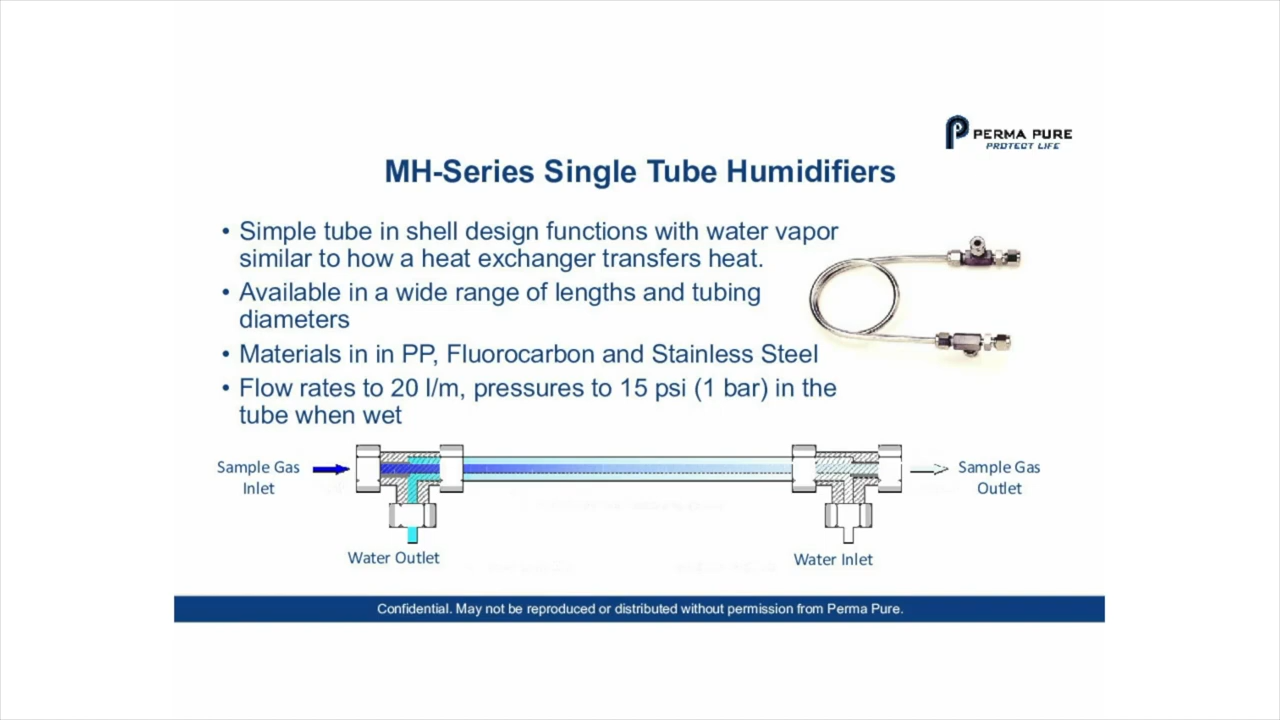 PERMA PURE
PROTECT LIFE
MH-Series Single Tube Humidifiers
• Simple tube in shell design functions with water vapor
similar to how a heat exchanger transfers heat.
• Available in a wide range of lengths and tubing
diameters
• Materials in in PP, Fluorocarbon and Stainless Steel
• Flow rates to 20 l/m, pressures to 15 psi (1 bar) in the
tube when wet
Sample Gas
Inlet
Sample Gas
Outlet
Water Outlet
Water Inlet
Confidential. May not be reproduced or distributed without permission from Perma Pure.